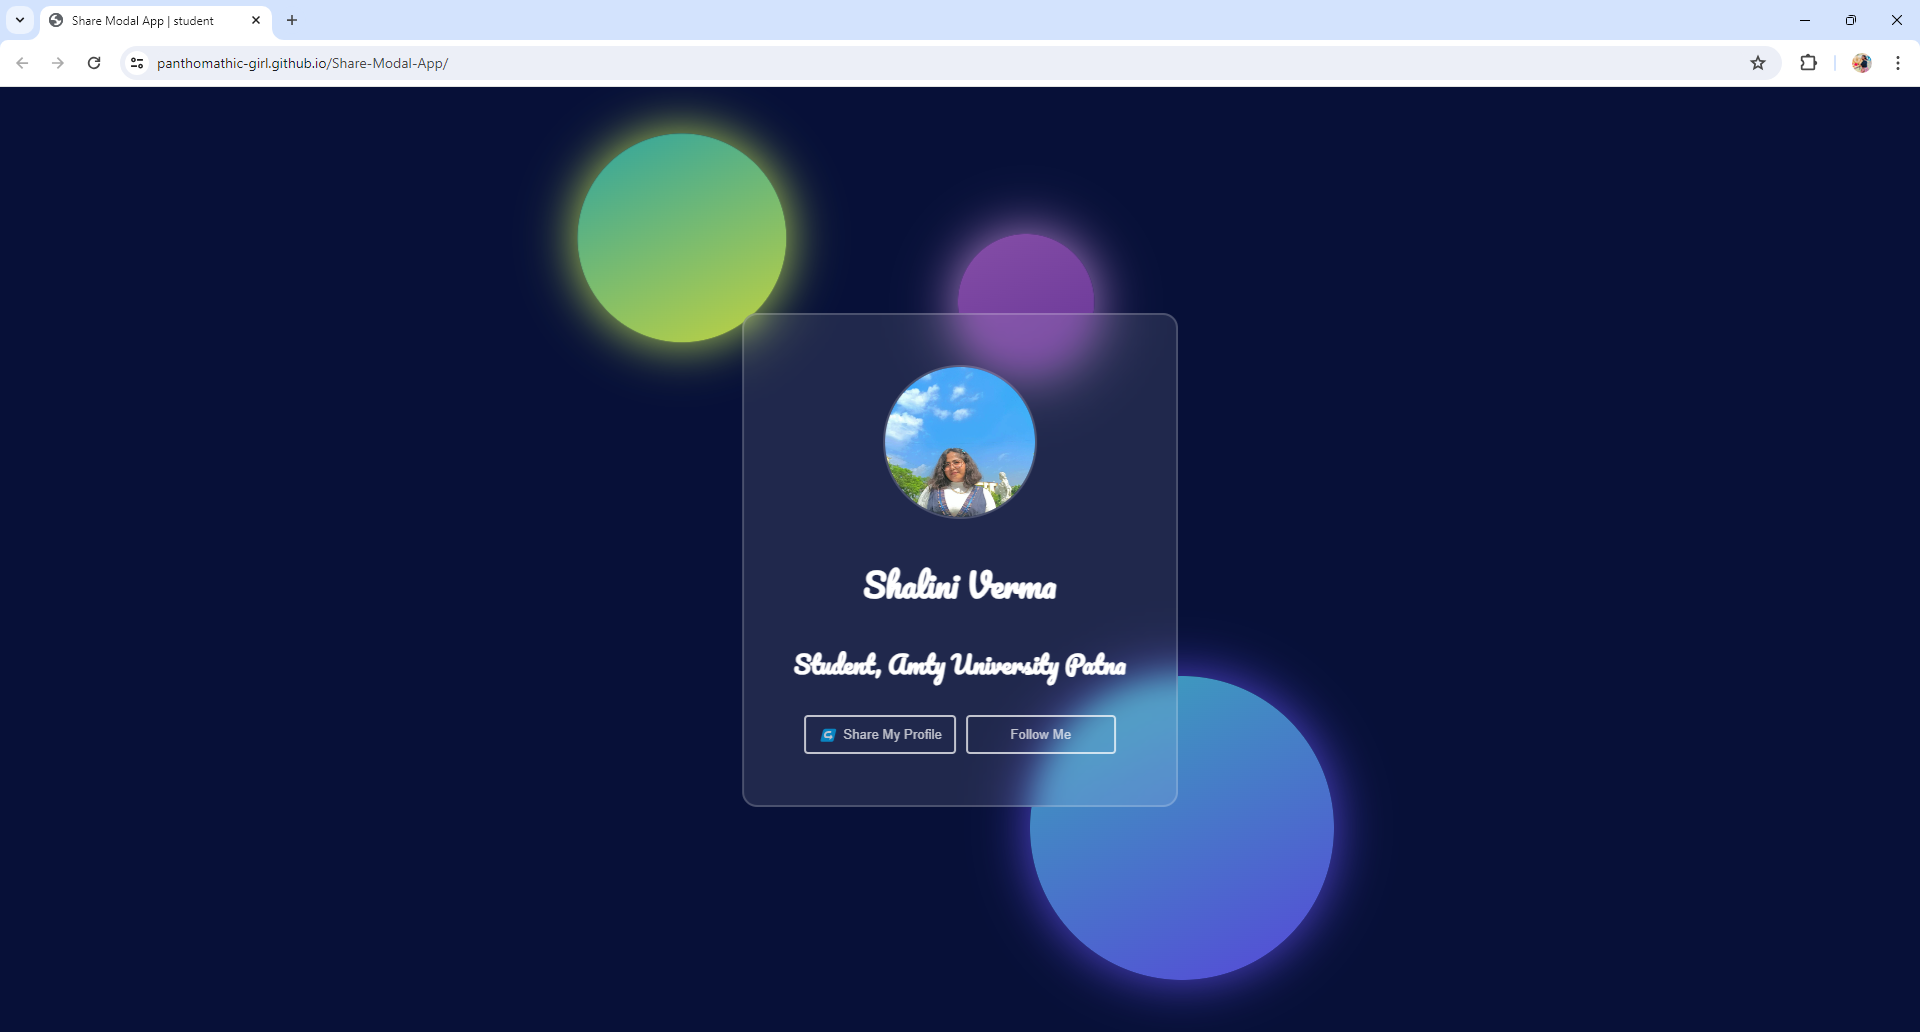 Share Modal App | student
panthomathic-girl.github.io/Share-Modal-App/
Shalini Verma
Student, Amty University Patna
Share My Profile
Follow Me